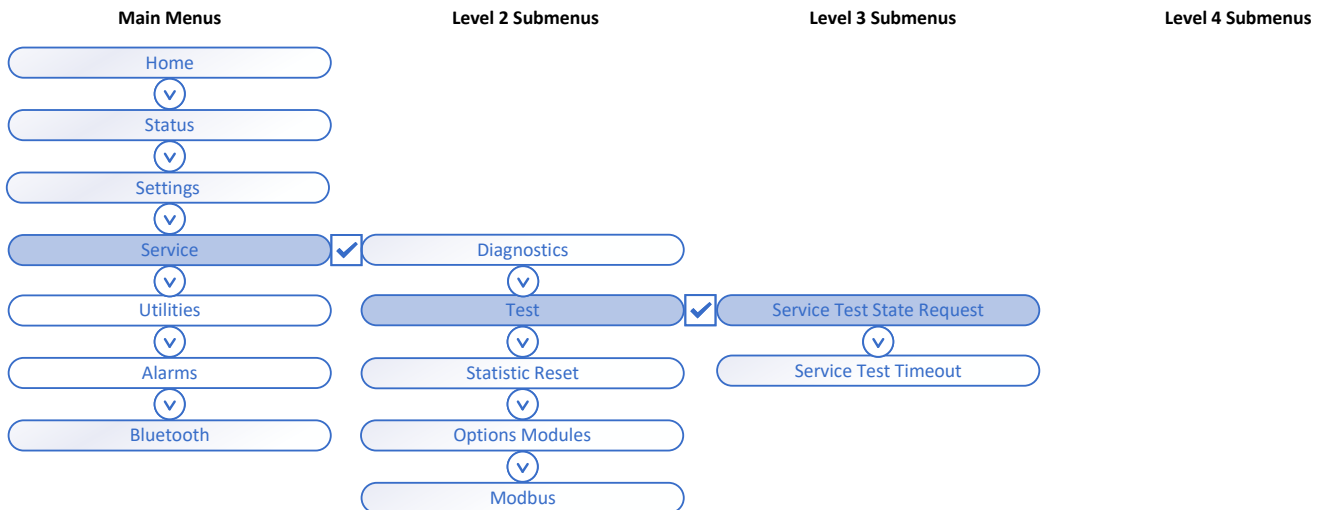 Main Menus
Level 2 Submenus
Level 3 Submenus
Level 4 Submenus
Home
Status
Settings
Service
Diagnostics
Utilities
Test
Service Test State Request
Alarms
Statistic Reset
Service Test Timeout
Bluetooth
Options Modules
Modbus